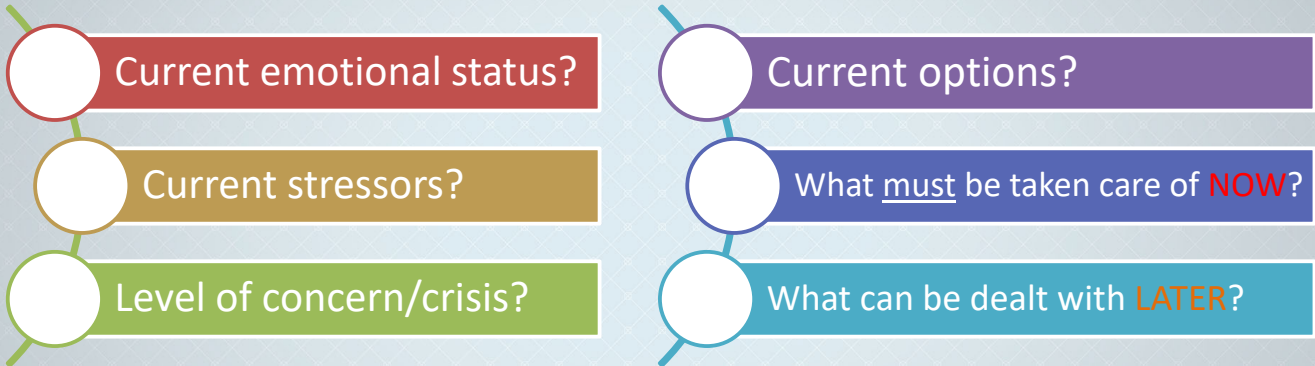 Current emotional status?
Current stressors?
Level of concern/crisis?
Current options?
What must be taken care of NOW?
What can be dealt with LATER?